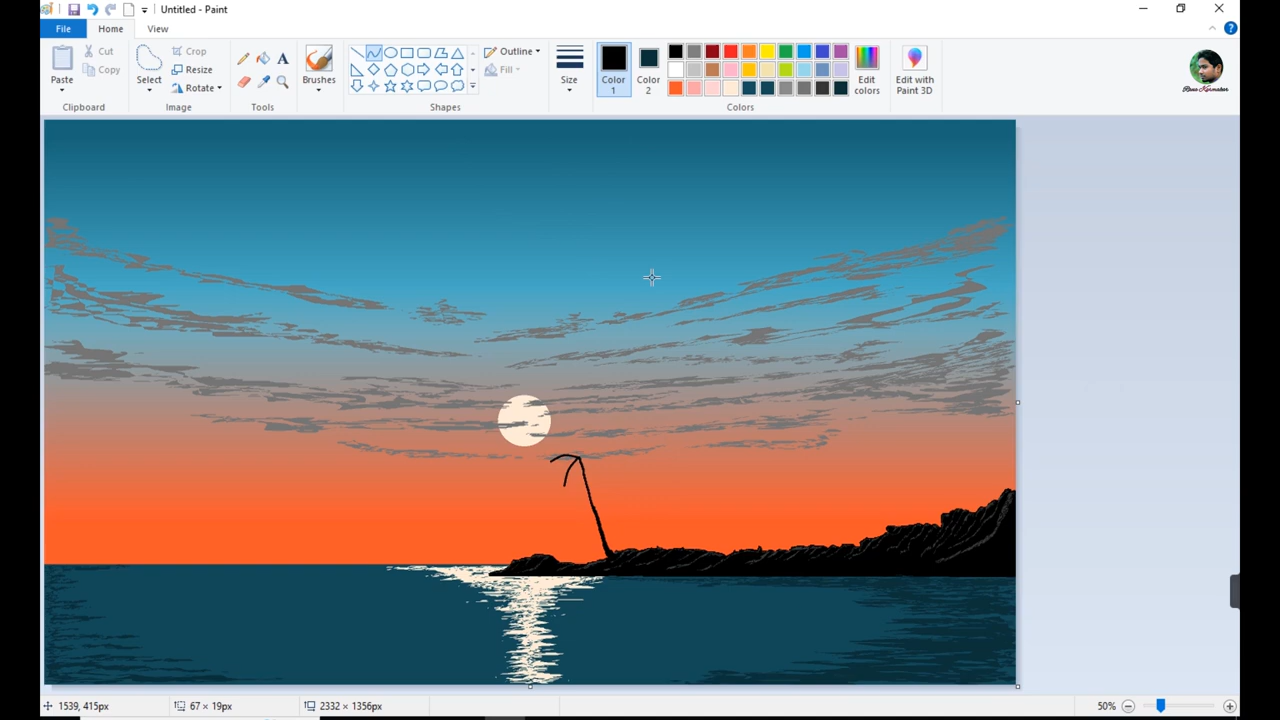 Untitled - Paint
File Home View
Paste
Cut
Copy
Clipboard
Select
Crop
Resize
Rotate
Image
Tools
Brushes
Shapes
Outline
Fill
Size
Color 1
Color 2
Edit colors
Colors
Edit with Paint 3D
1539, 415px
67 × 19px
2332 × 1356px
50%